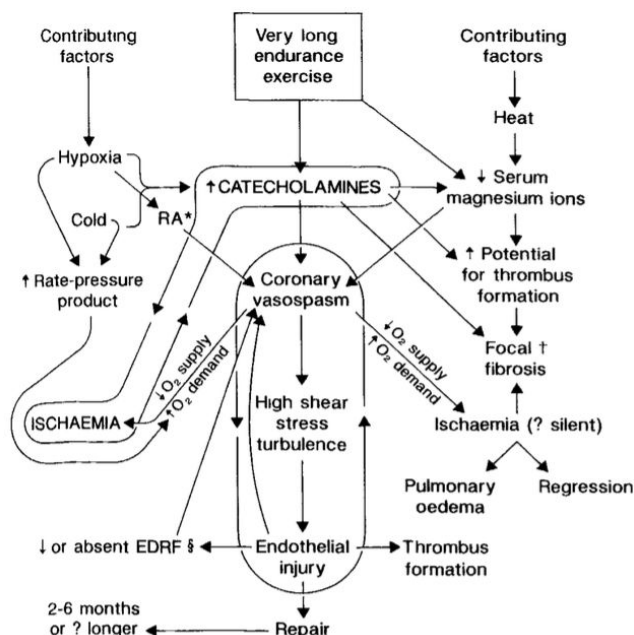 Contributing
factors
Very long
endurance
exercise
Contributing
factors
Heat
Hypoxia
↑ CATECHOLAMINES
↓ Serum
magnesium ions
Cold
RA*
↑ Rate-pressure
product
Coronary
vasospasm
↑ Potential
for thrombus
formation
↓ O₂ supply
↑ O₂ demand
↓ O₂ supply
↑ O₂ demand
Focal †
fibrosis
ISCHAEMIA
High shear
stress
turbulence
Ischaemia (? silent)
Pulmonary
oedema
Regression
↓ or absent EDRF §
Endothelial
injury
Thrombus
formation
2-6 months
or ? longer
Repair